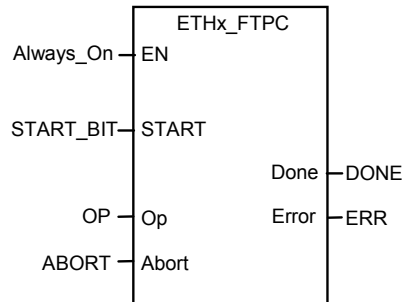 ETHx_FTPC
Always_On EN
START_BIT START
Done DONE
OP Op Error ERR
ABORT Abort